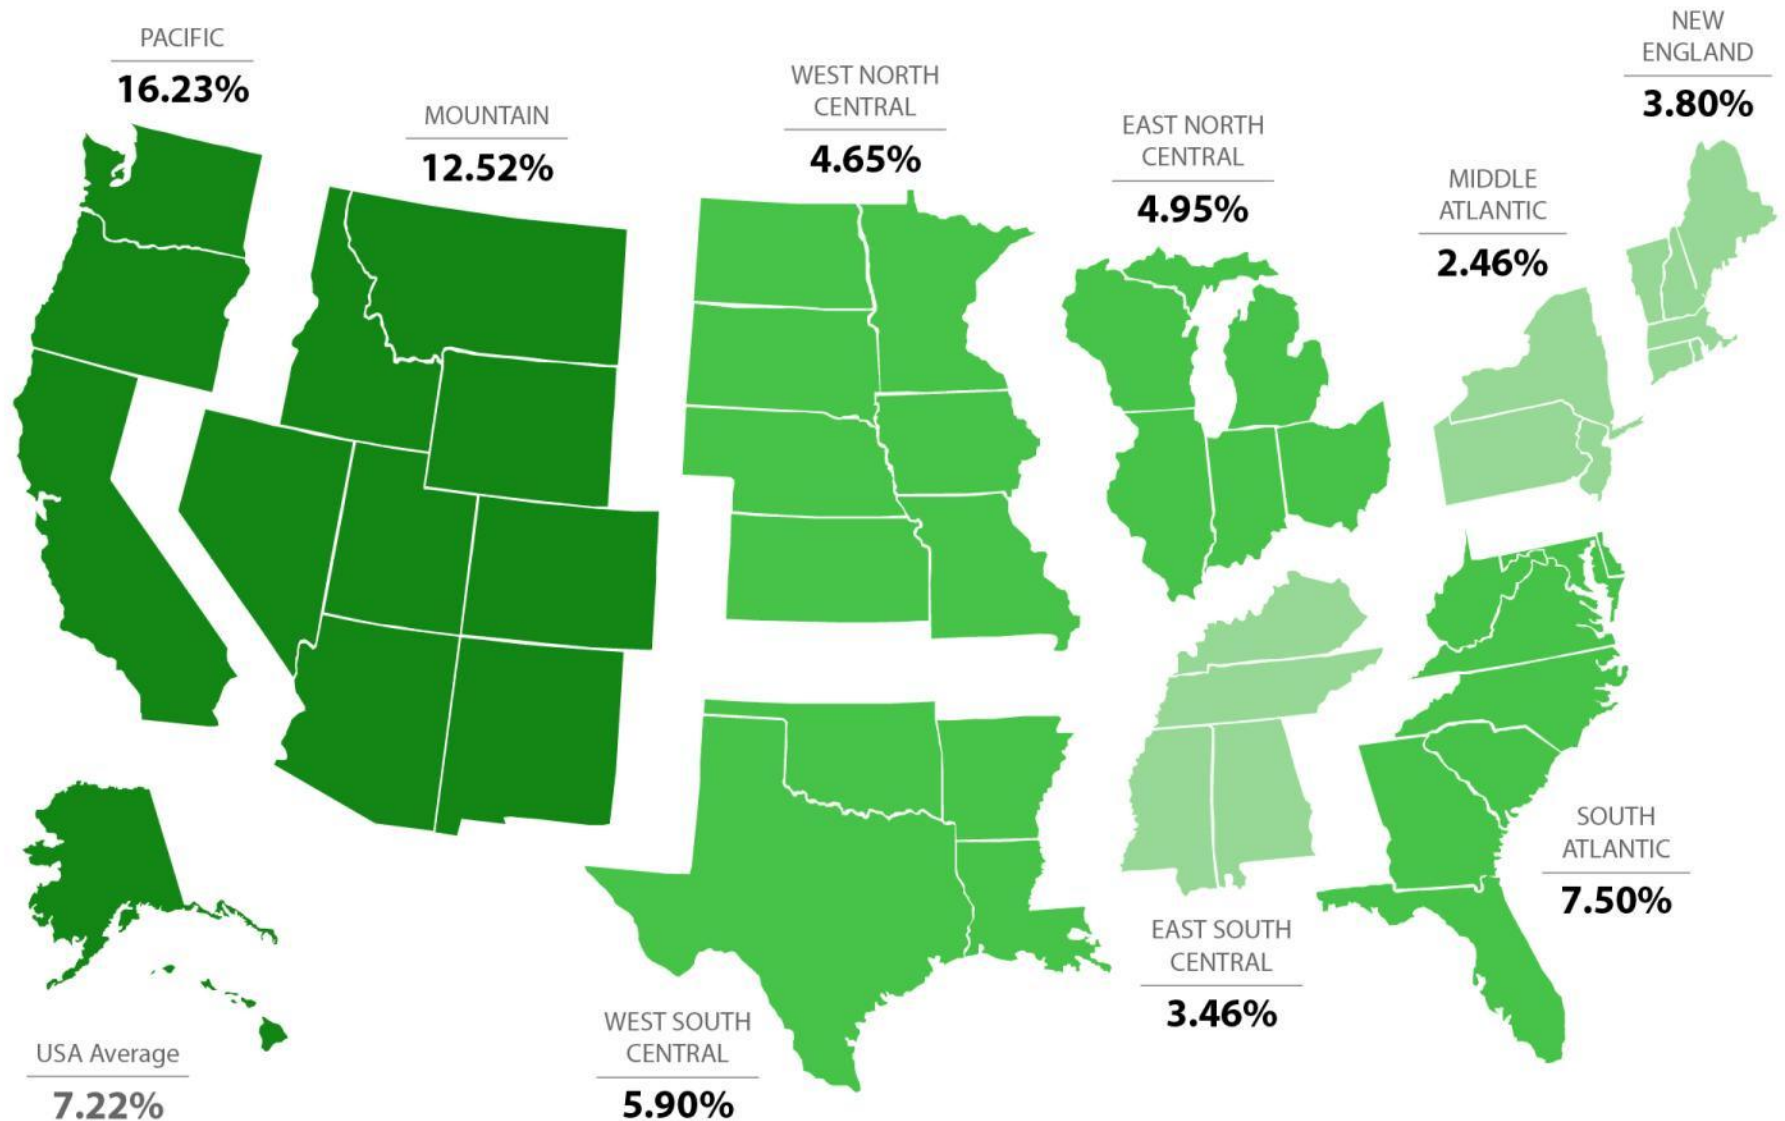 PACIFIC
16.23%
MOUNTAIN
12.52%
WEST NORTH
CENTRAL
4.65%
EAST NORTH
CENTRAL
4.95%
MIDDLE
ATLANTIC
2.46%
NEW
ENGLAND
3.80%
USA Average
7.22%
WEST SOUTH
CENTRAL
5.90%
EAST SOUTH
CENTRAL
3.46%
SOUTH
ATLANTIC
7.50%